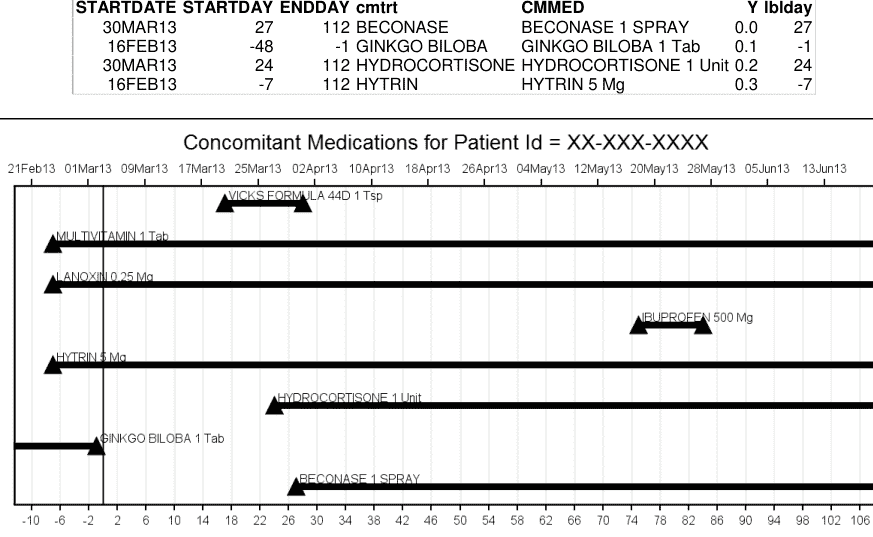 STARTDATE STARTDAY ENDDAY cmtrt CMMED Y lblday
30MAR13 27 112 BECONASE BECONASE 1 SPRAY 0.0 27
16FEB13 -48 -1 GINKGO BILOBA GINKGO BILOBA 1 Tab 0.1 -1
30MAR13 24 112 HYDROCORTISONE HYDROCORTISONE 1 Unit 0.2 24
16FEB13 -7 112 HYTRIN HYTRIN 5 Mg 0.3 -7
Concomitant Medications for Patient Id = XX-XXX-XXXX
21Feb13 01Mar13 09Mar13 17Mar13 25Mar13 02Apr13 10Apr13 18Apr13 26Apr13 04May13 12May13 20May13 28May13 05Jun13 13Jun13
VICKS FORMULA 44D 1 Tsp
MULTIVITAMIN 1 Tab
LANOXIN 0.25 Mg
IBUPROFEN 500 Mg
HYTRIN 5 Mg
HYDROCORTISONE 1 Unit
GINKGO BILOBA 1 Tab
BECONASE 1 SPRAY
-10 -6 -2 2 6 10 14 18 22 26 30 34 38 42 46 50 54 58 62 66 70 74 78 82 86 90 94 98 102 106